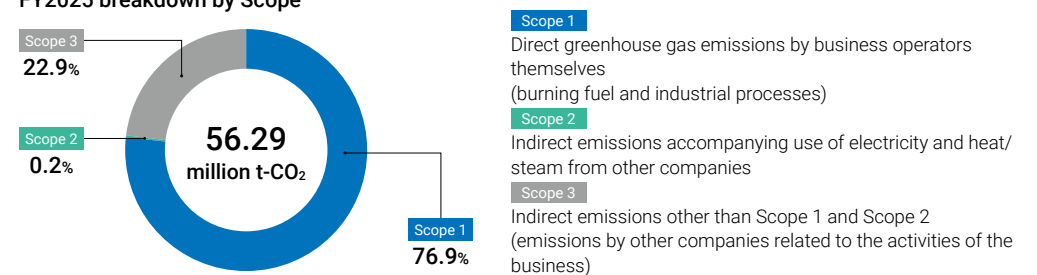 FY2023 breakdown by Scope
Scope 3
22.9%
Scope 2
0.2%
56.29
million t-CO₂
Scope 1
76.9%
Scope 1
Direct greenhouse gas emissions by business operators
themselves
(burning fuel and industrial processes)
Scope 2
Indirect emissions accompanying use of electricity and heat/
steam from other companies
Scope 3
Indirect emissions other than Scope 1 and Scope 2
(emissions by other companies related to the activities of the
business)